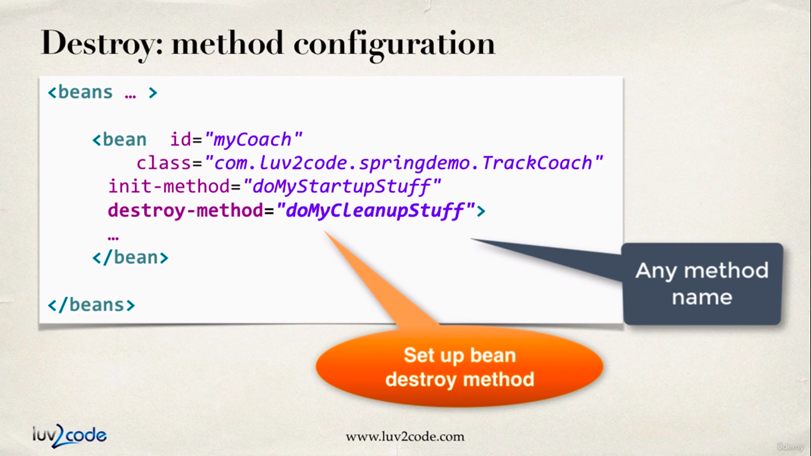 Destroy: method configuration
<beans … >
<bean id="myCoach"
class="com.luv2code.springdemo.TrackCoach"
init-method="doMyStartupStuff"
destroy-method="doMyCleanupStuff">
…
</bean>
</beans>
Any method
name
Set up bean
destroy method
luv2code
www.luv2code.com
Udemy